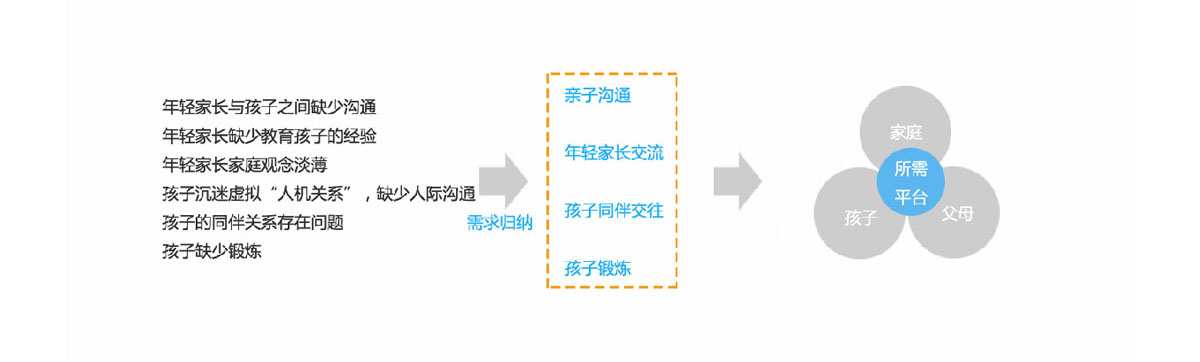 年轻家长与孩子之间缺少沟通
年轻家长缺少教育孩子的经验
年轻家长家庭观念淡薄
孩子沉迷虚拟“人机关系”，缺少人际沟通
孩子的同伴关系存在问题
孩子缺少锻炼
需求归纳
亲子沟通
年轻家长交流
孩子同伴交往
孩子锻炼
家庭
所需
平台
孩子
父母